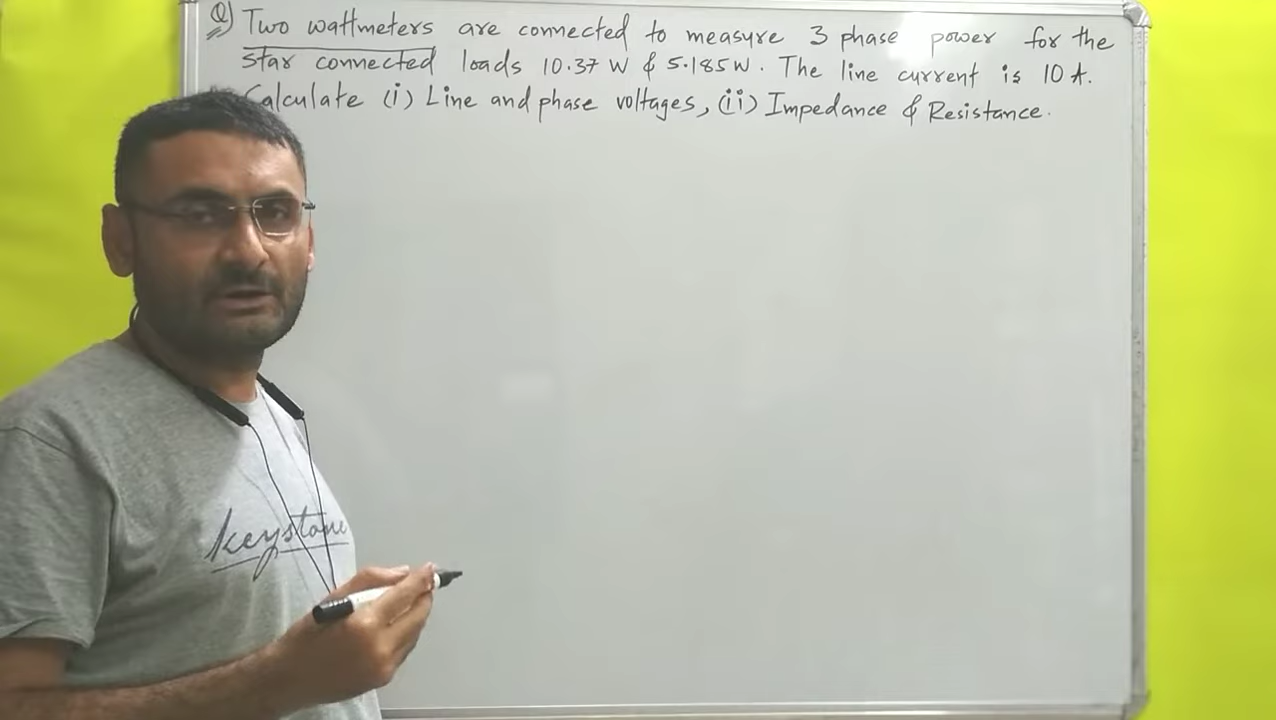 Q) Two wattmeters are connected to measure 3 phase power for the
star connected loads 10.37 W & 5.185W. The line current is 10 A.
Calculate (i) Line and phase voltages, (ii) Impedance & Resistance.
keystone